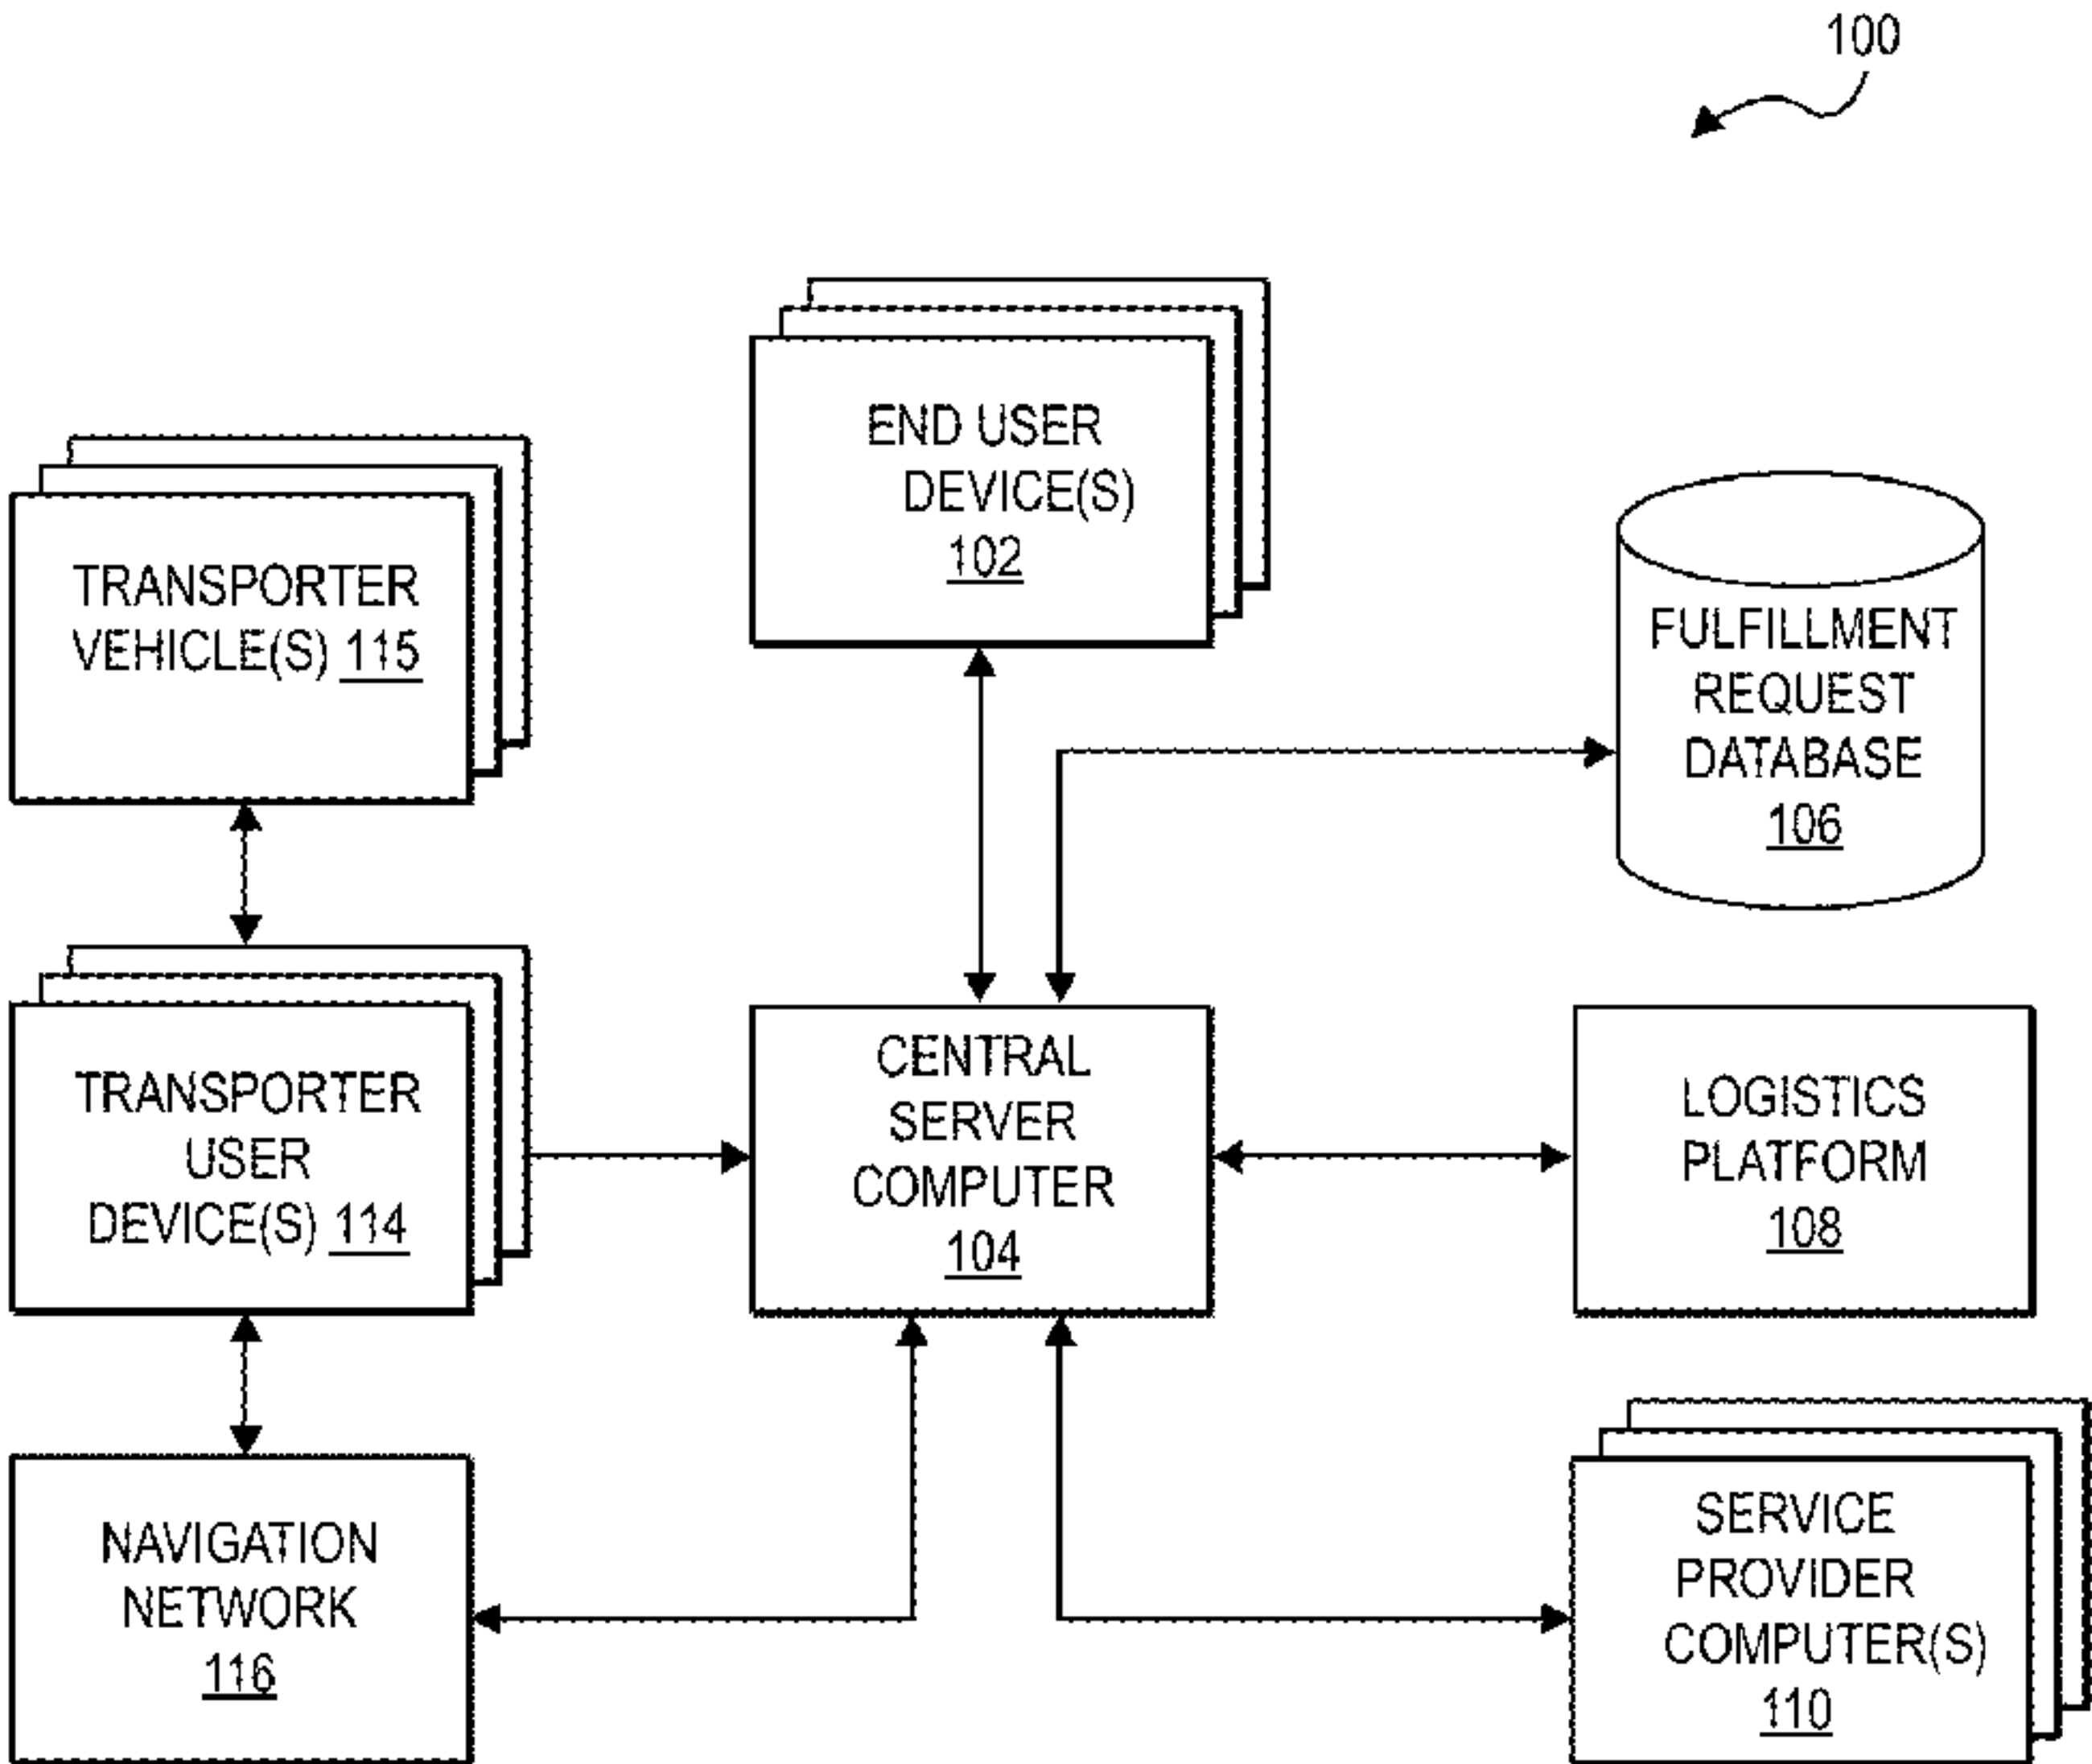 100
END USER
DEVICE(S)
102
TRANSPORTER
VEHICLE(S) 115
FULFILLMENT
REQUEST
DATABASE
106
TRANSPORTER
USER
DEVICE(S) 114
CENTRAL
SERVER
COMPUTER
104
LOGISTICS
PLATFORM
108
NAVIGATION
NETWORK
116
SERVICE
PROVIDER
COMPUTER(S)
110